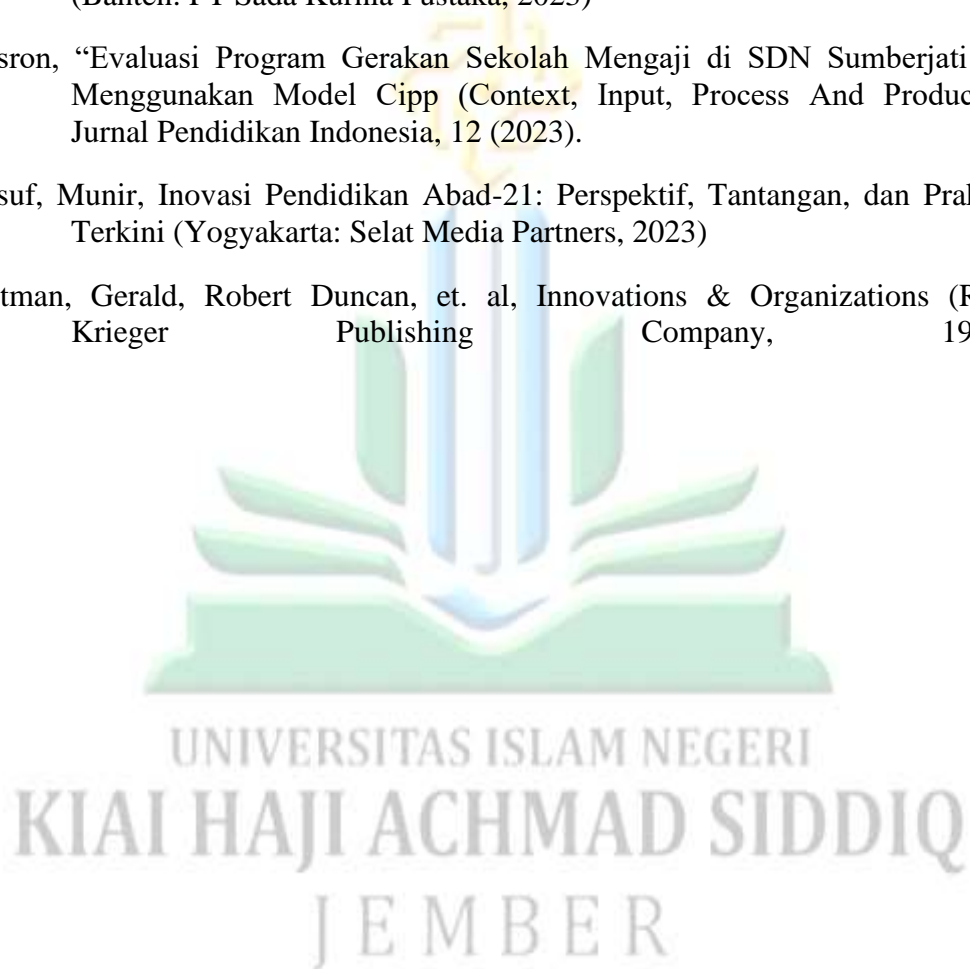 (Banten: PT Sada Kurnia Pustaka, 2023)
sron, “Evaluasi Program Gerakan Sekolah Mengaji di SDN Sumberjati
Menggunakan Model Cipp (Context, Input, Process And Produc
Jurnal Pendidikan Indonesia, 12 (2023).
suf, Munir, Inovasi Pendidikan Abad-21: Perspektif, Tantangan, dan Pral
Terkini (Yogyakarta: Selat Media Partners, 2023)
tman, Gerald, Robert Duncan, et. al, Innovations & Organizations (R
Krieger Publishing Company, 19
UNIVERSITAS ISLAM NEGERI
KIAI HAJI ACHMAD SIDDIQ
JEMBER